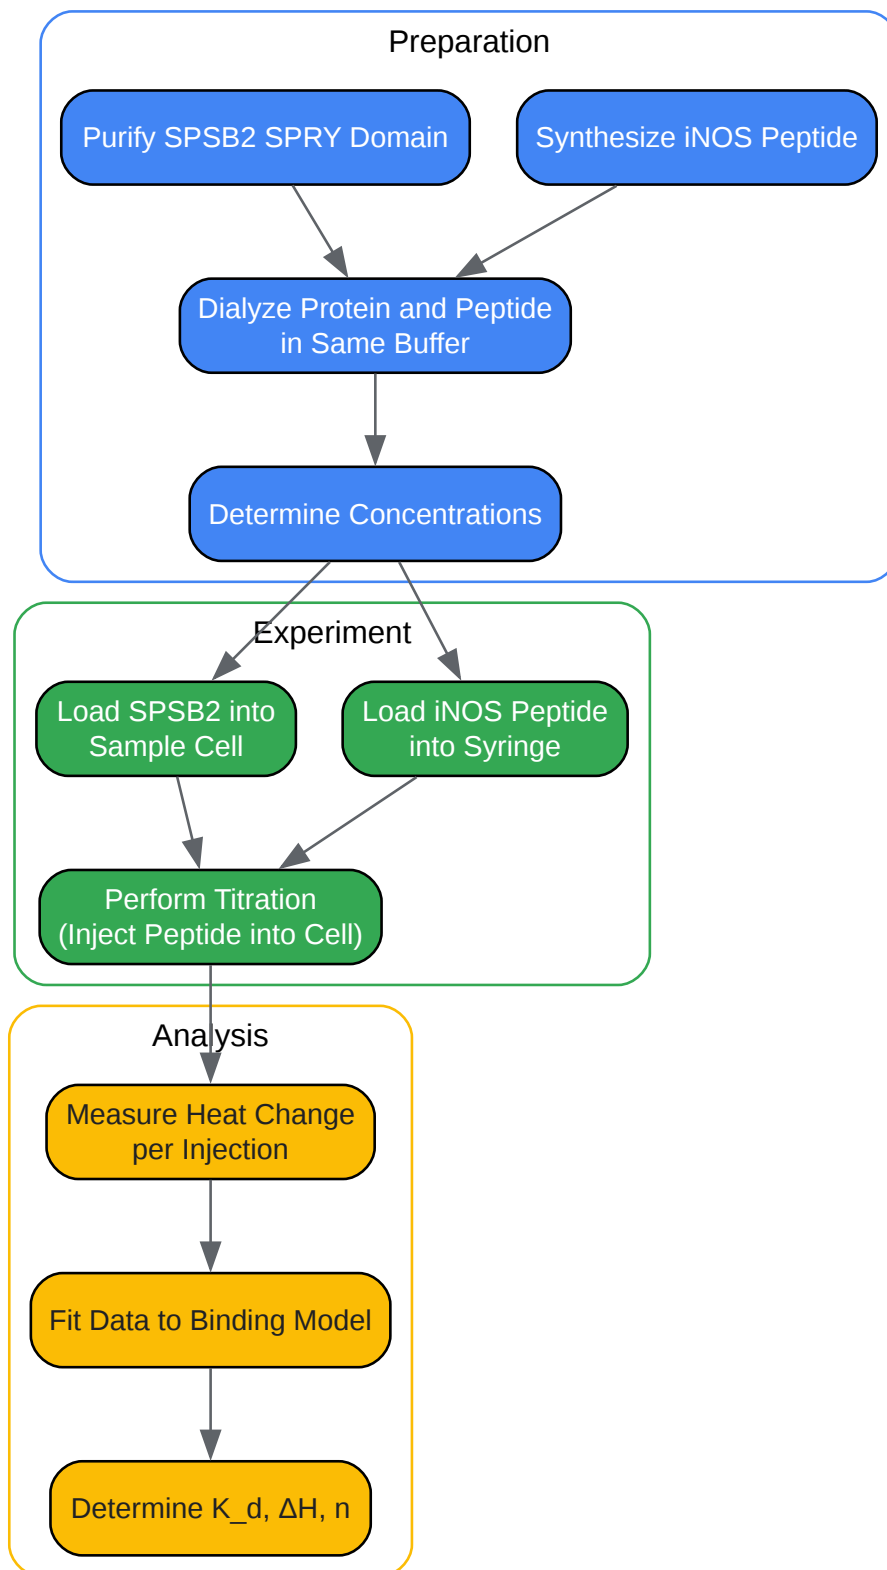 Preparation
Purify SPSB2 SPRY Domain
Synthesize iNOS Peptide
Dialyze Protein and Peptide
in Same Buffer
Determine Concentrations
Experiment
Load SPSB2 into
Sample Cell
Load iNOS Peptide
into Syringe
Perform Titration
(Inject Peptide into Cell)
Analysis
Measure Heat Change
per Injection
Fit Data to Binding Model
Determine K_d, ΔH, n